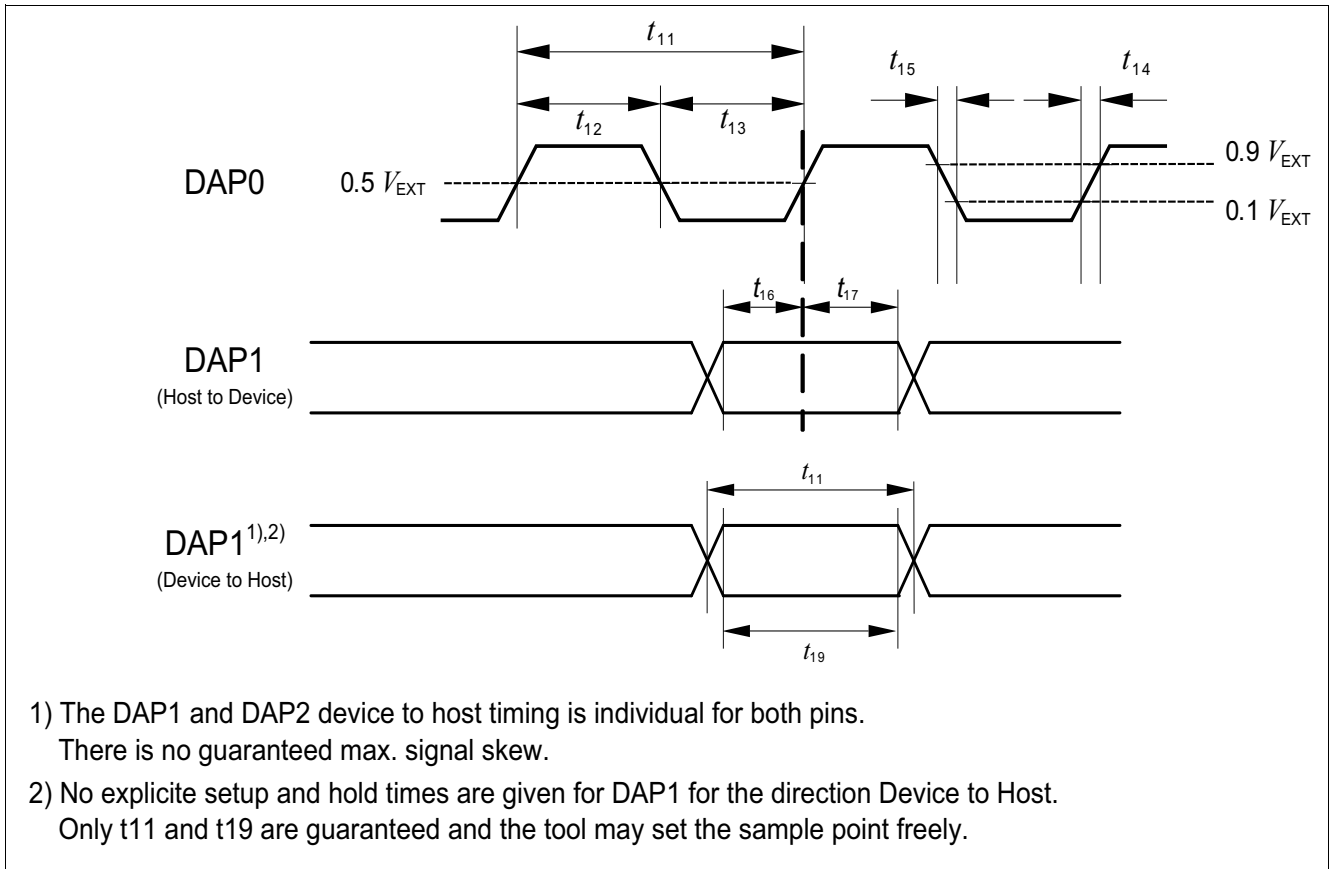 t11
t15
t14
t12
t13
0.9 VEXT
DAP0
0.5 VEXT
0.1 VEXT
t16
t17
DAP1
(Host to Device)
t11
DAP1 1),2)
(Device to Host)
t19
1) The DAP1 and DAP2 device to host timing is individual for both pins.
There is no guaranteed max. signal skew.
2) No explicite setup and hold times are given for DAP1 for the direction Device to Host.
Only t11 and t19 are guaranteed and the tool may set the sample point freely.